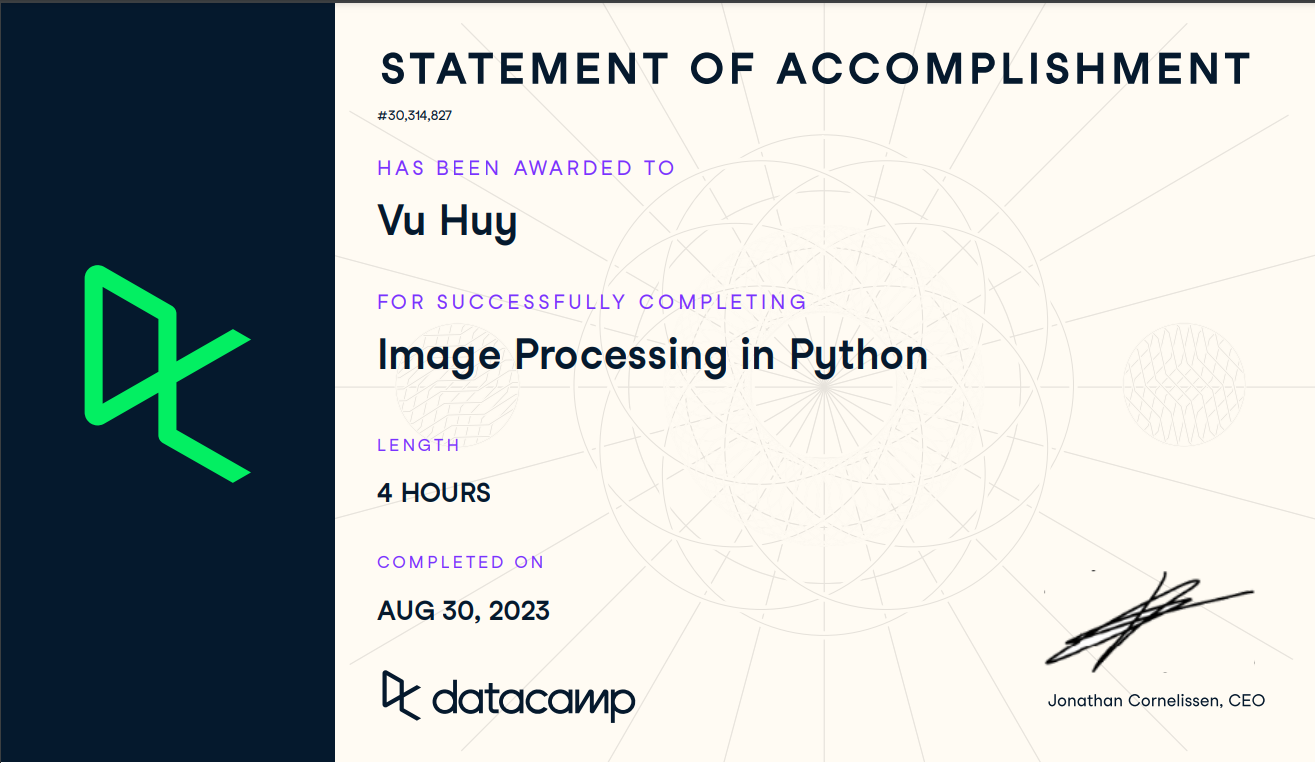 STATEMENT OF ACCOMPLISHMENT
#30,314,827
HAS BEEN AWARDED TO
Vu Huy
FOR SUCCESSFULLY COMPLETING
Image Processing in Python
LENGTH
4 HOURS
COMPLETED ON
AUG 30, 2023
datacamp
Jonathan Cornelissen, CEO